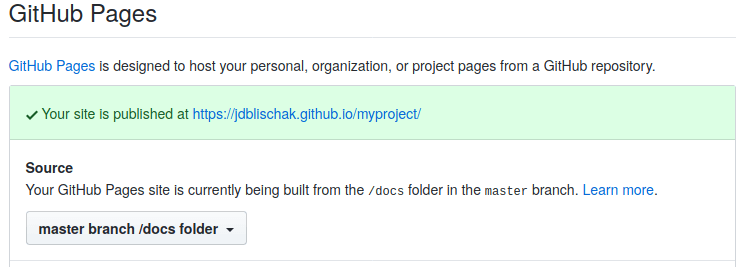 GitHub Pages
GitHub Pages is designed to host your personal, organization, or project pages from a GitHub repository.
Your site is published at https://jdblischak.github.io/myproject/
Source
Your GitHub Pages site is currently being built from the /docs folder in the master branch. Learn more.
master branch /docs folder